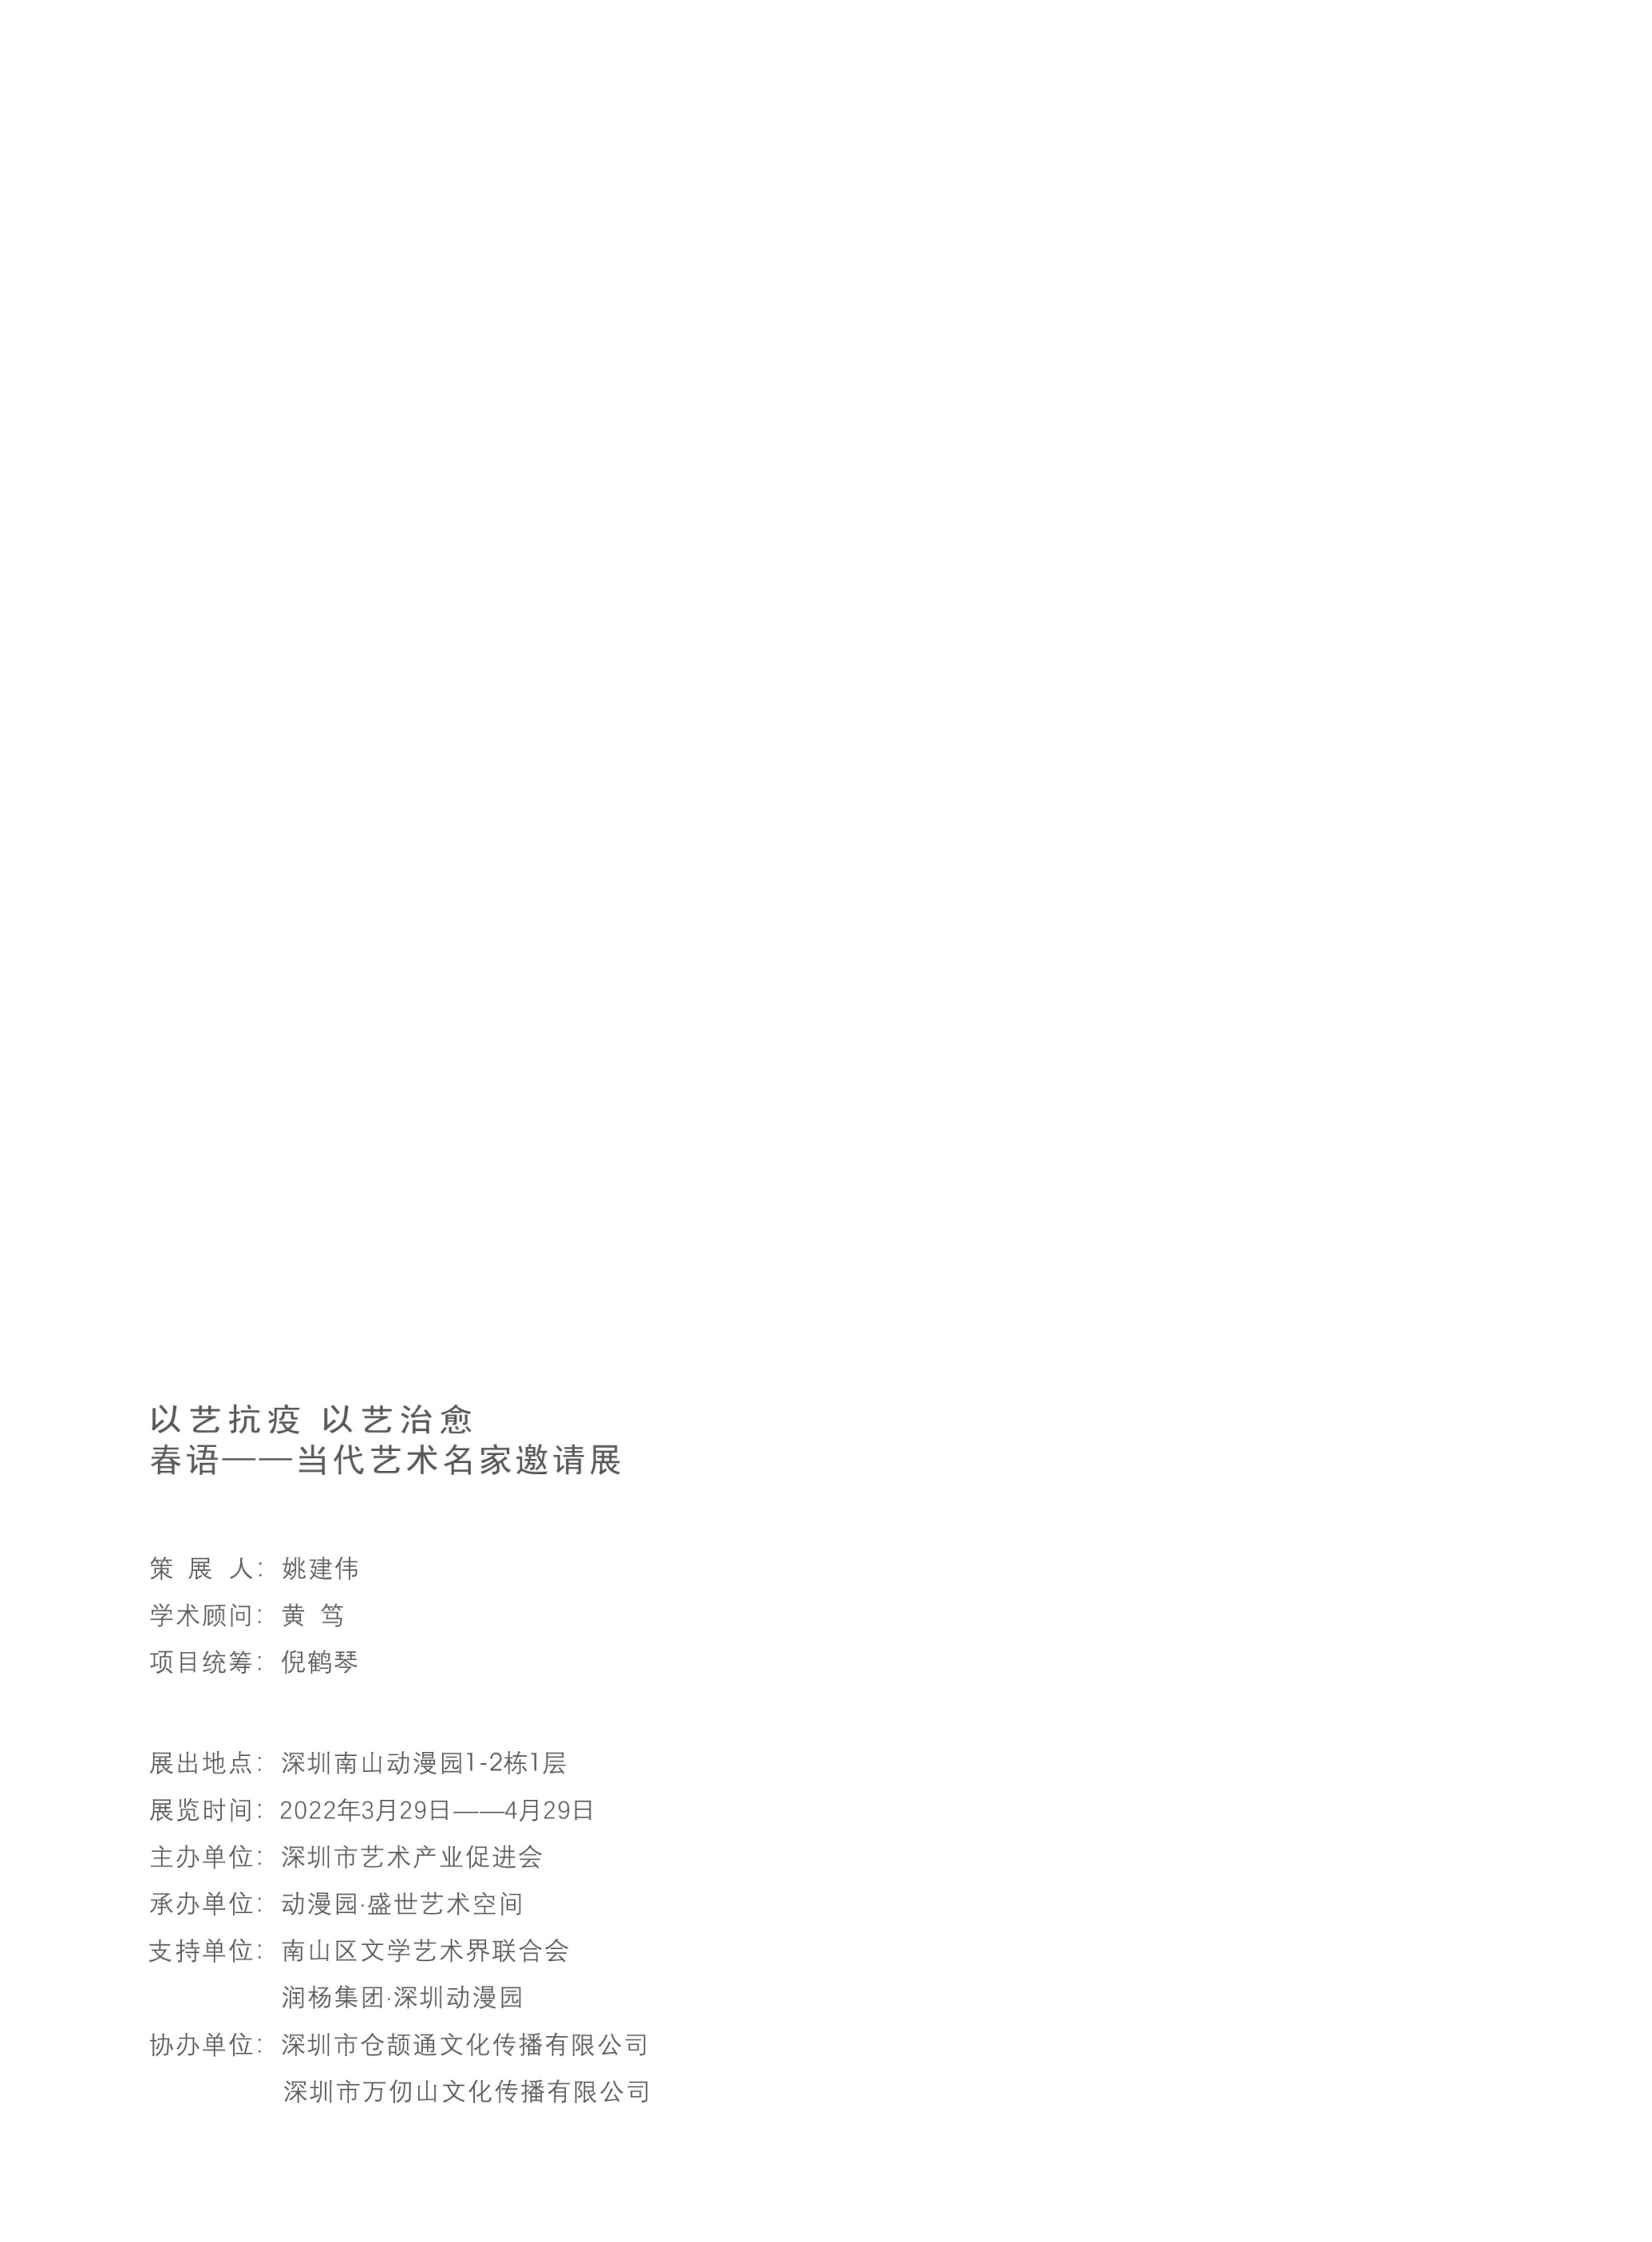 以艺抗疫 以艺治愈
春语——当代艺术名家邀请展
策 展 人：姚建伟
学术顾问：黄 笃
项目统筹：倪鹤琴
展出地点：深圳南山动漫园1-2栋1层
展览时间：2022年3月29日——4月29日
主办单位：深圳市艺术产业促进会
承办单位：动漫园·盛世艺术空间
支持单位：南山区文学艺术界联合会
润杨集团·深圳动漫园
协办单位：深圳市仓颉通文化传播有限公司
深圳市万仞山文化传播有限公司